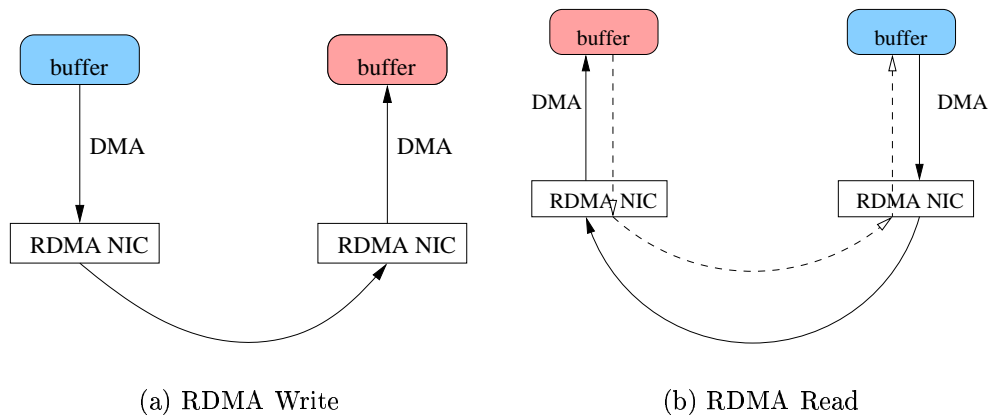 buffer
buffer
DMA
DMA
RDMA NIC
RDMA NIC
(a) RDMA Write
buffer
buffer
DMA
DMA
RDMA NIC
RDMA NIC
(b) RDMA Read